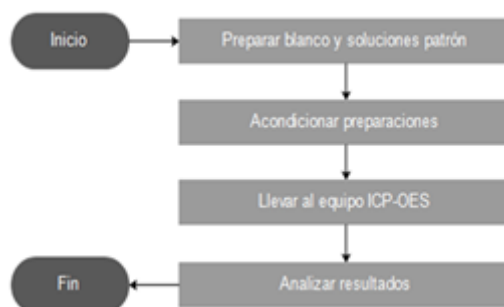 Inicio
Preparar blanco y soluciones patrón
Acondicionar preparaciones
Llevar al equipo ICP-OES
Analizar resultados
Fin